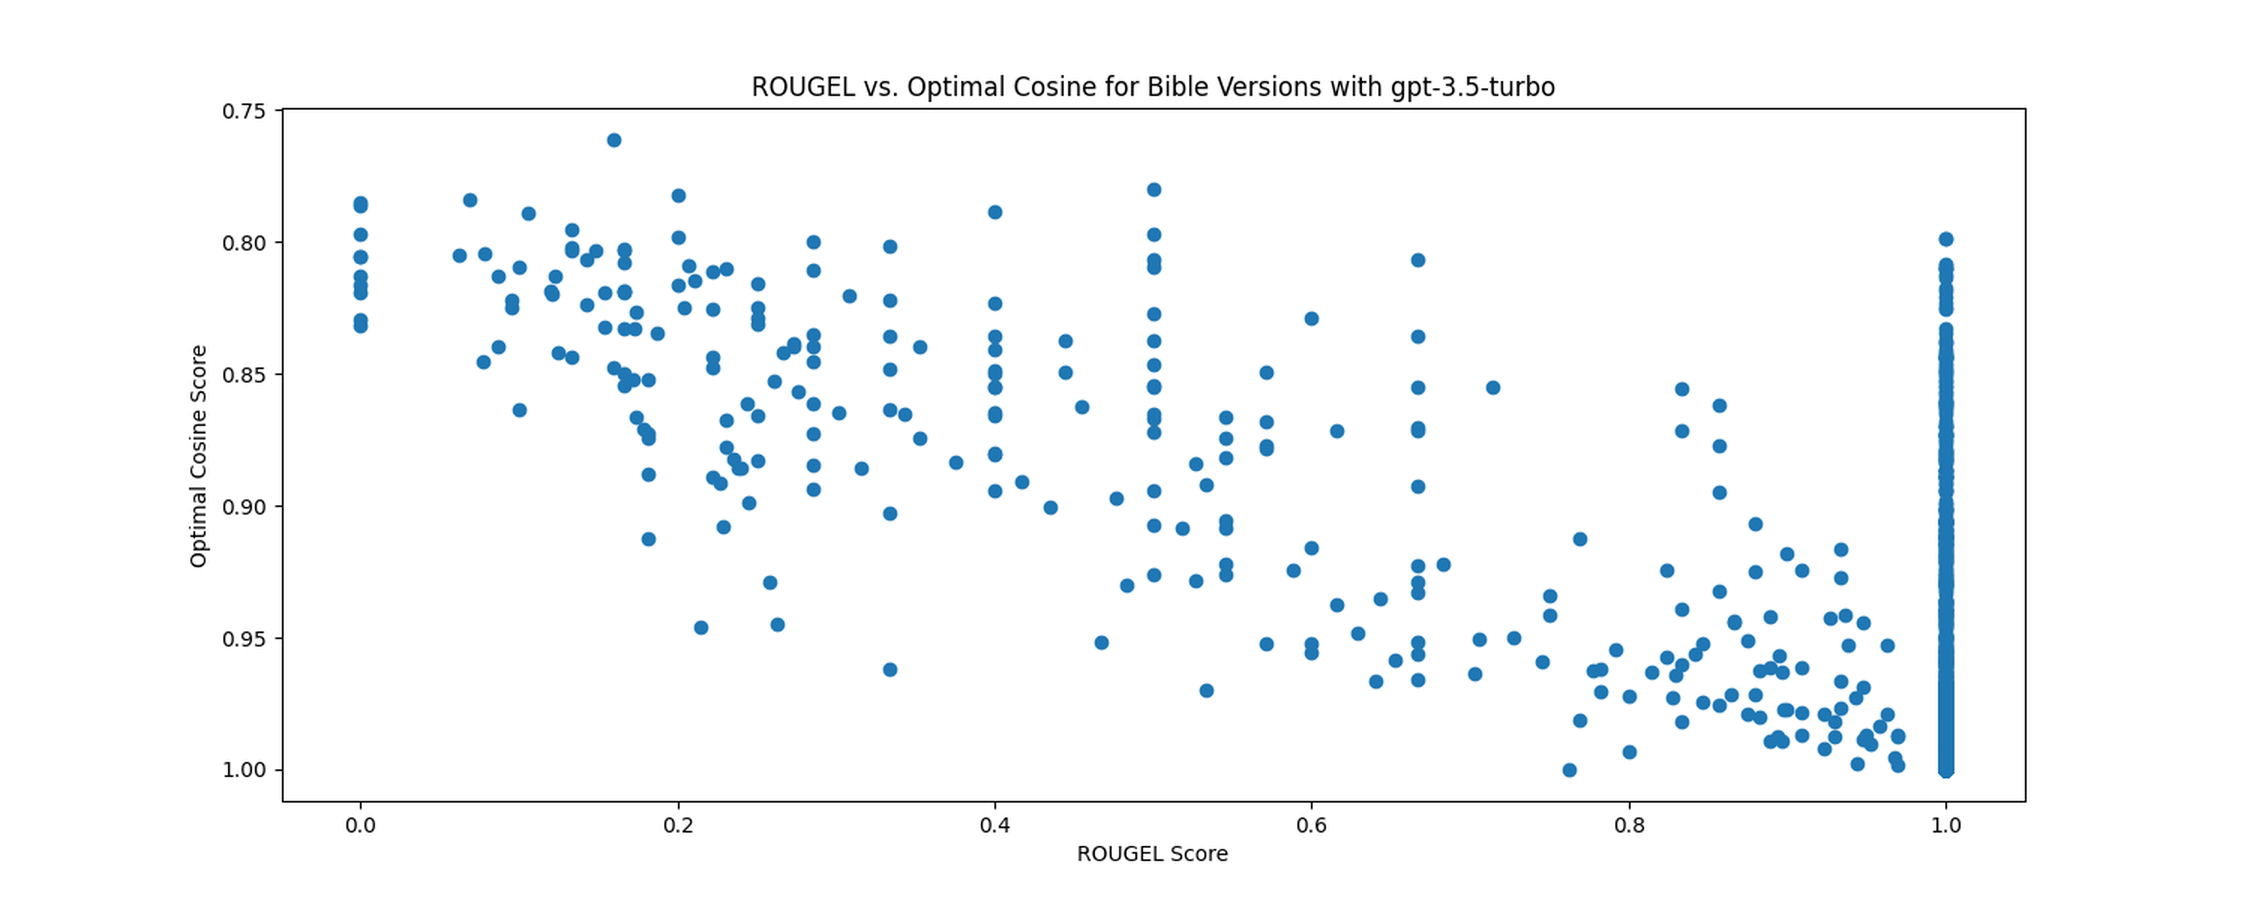 ROUGEL vs. Optimal Cosine for Bible Versions with gpt-3.5-turbo
0.75
0.80
0.85
0.90
0.95
1.00
Optimal Cosine Score
0.0 0.2 0.4 0.6 0.8 1.0
ROUGEL Score